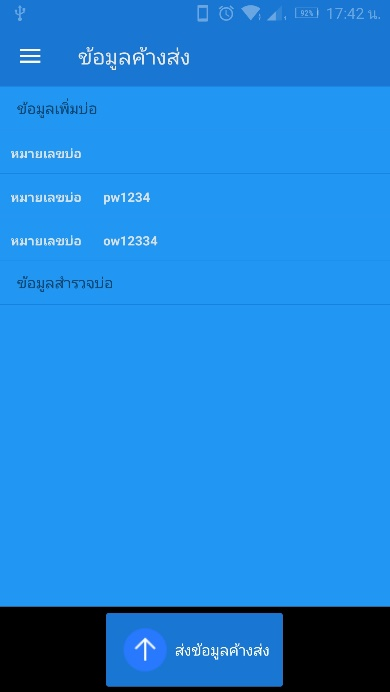 92% 17:42 น.
ข้อมูลค้างส่ง
ข้อมูลเพิ่มบ่อ
หมายเลขบ่อ
หมายเลขบ่อ pw1234
หมายเลขบ่อ ow12334
ข้อมูลสำรวจบ่อ
ส่งข้อมูลค้างส่ง